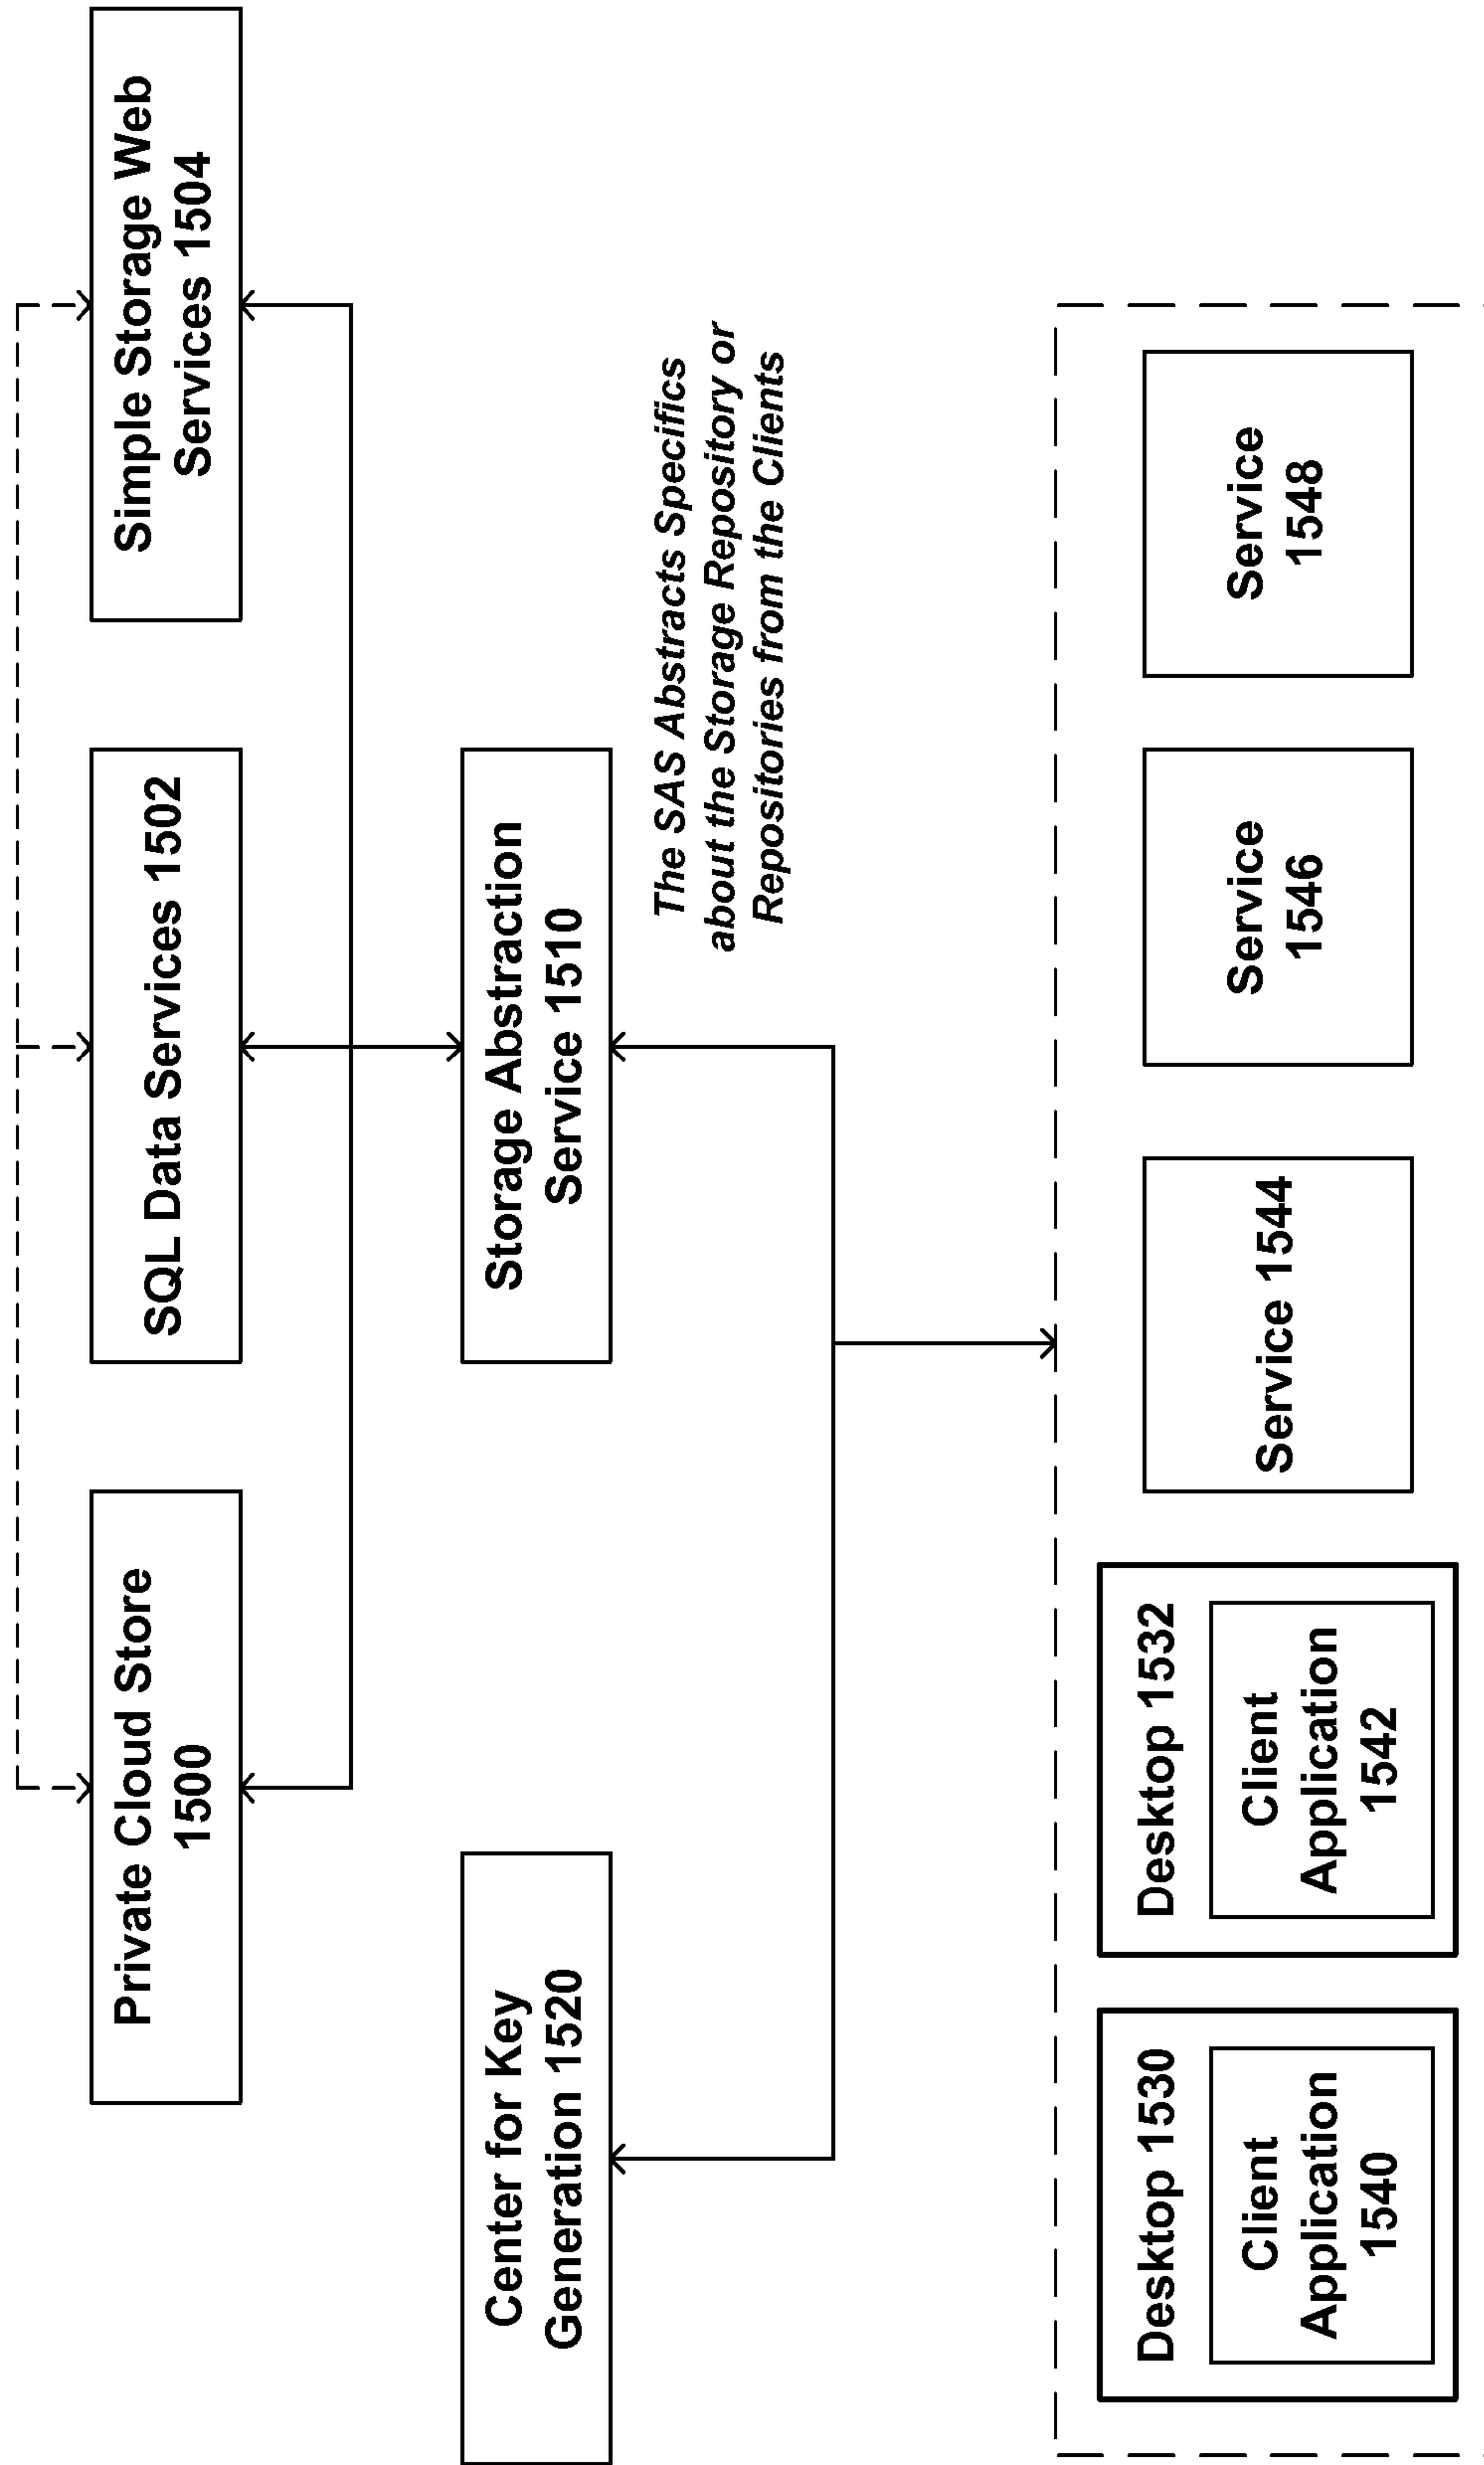 Private Cloud Store
1500
SQL Data Services 1502
Simple Storage Web
Services 1504
Center for Key
Generation 1520
Storage Abstraction
Service 1510
The SAS Abstracts Specifics
about the Storage Repository or
Repositories from the Clients
Desktop 1530
Client
Application
1540
Desktop 1532
Client
Application
1542
Service 1544
Service
1546
Service
1548